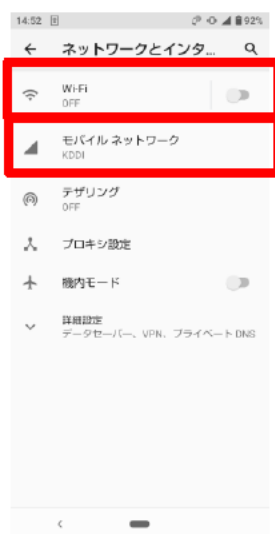 14:52 92%
ネットワークとインタ...
Wi-Fi
OFF
モバイル ネットワーク
KDDI
テザリング
OFF
プロキシ設定
機内モード
詳細設定
データセーバー、VPN、プライベート DNS